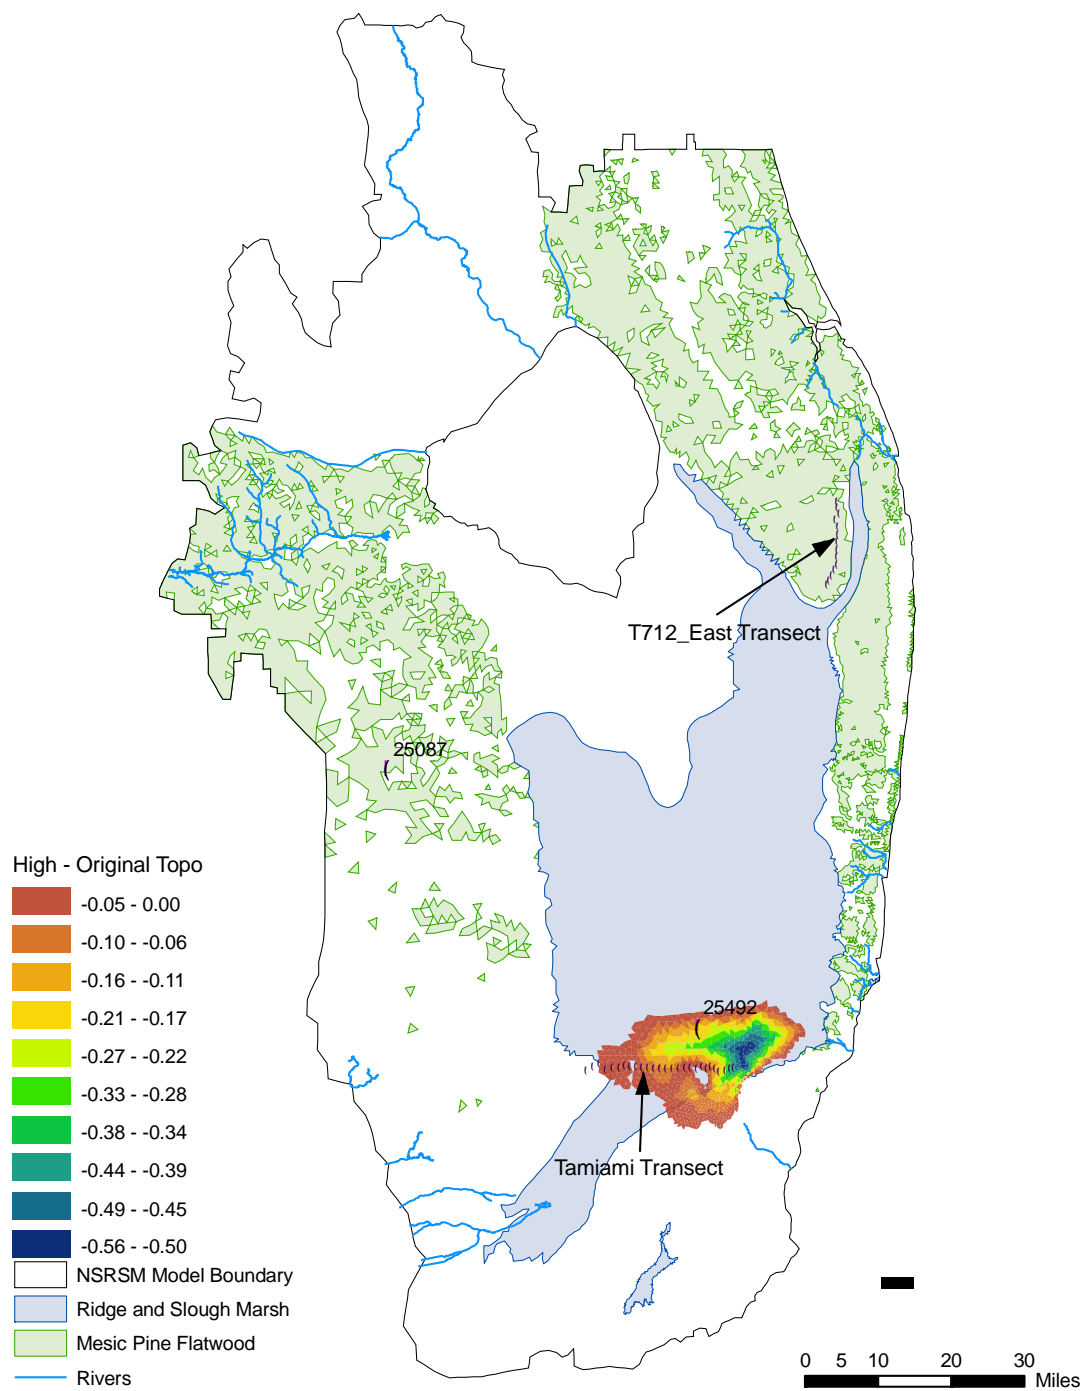 T712_East Transect
25087
High - Original Topo
-0.05 - 0.00
-0.10 - -0.06
-0.16 - -0.11
-0.21 - -0.17
-0.27 - -0.22
-0.33 - -0.28
-0.38 - -0.34
-0.44 - -0.39
-0.49 - -0.45
-0.56 - -0.50
NSRSM Model Boundary
Ridge and Slough Marsh
Mesic Pine Flatwood
Rivers
25492
Tamiami Transect
0 5 10 20 30
Miles